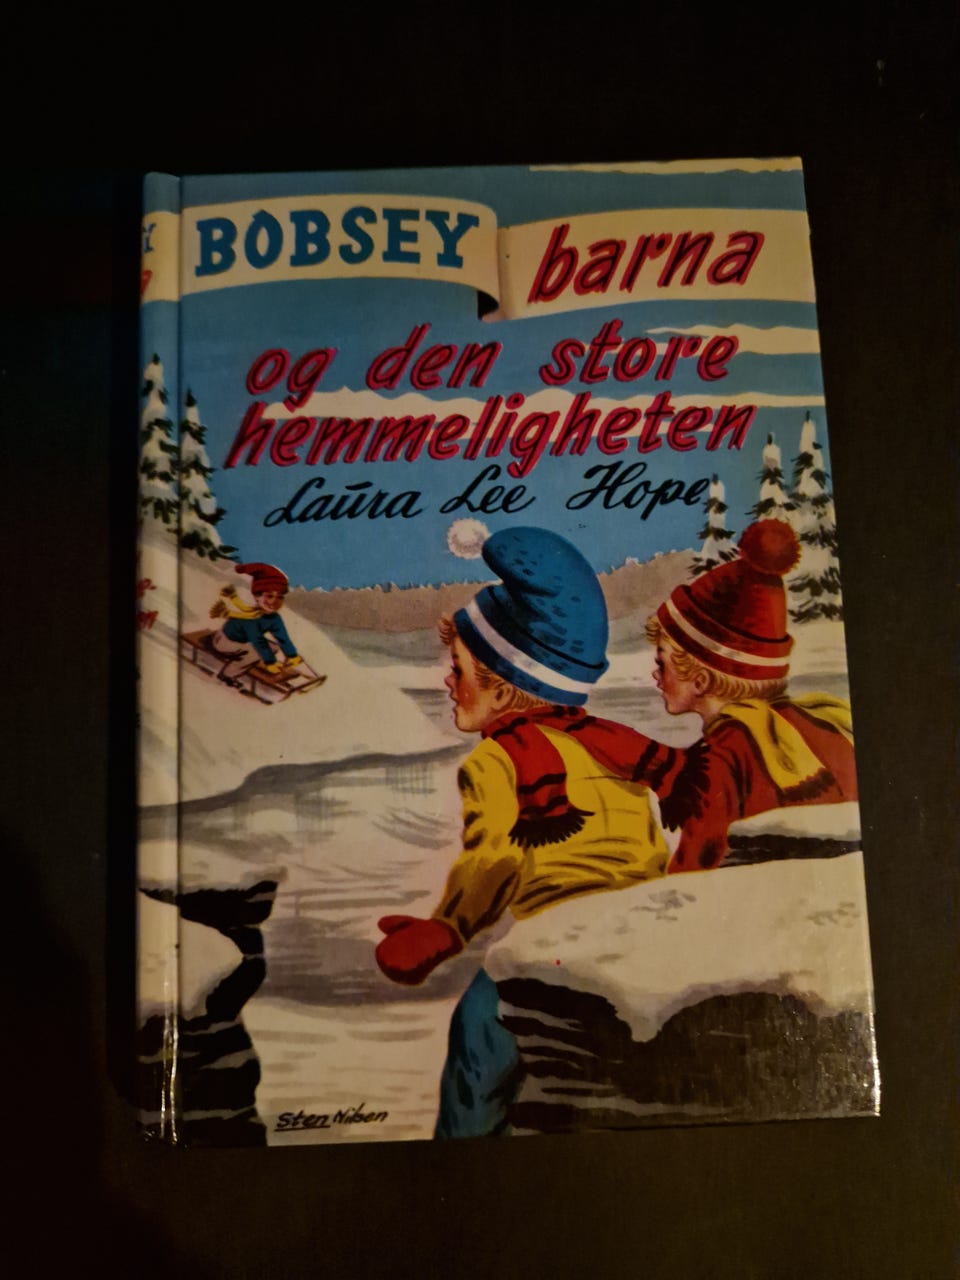 BOBSEY barna
og den store
hemmeligheten
Laura Lee Hope
Sten Nilsen